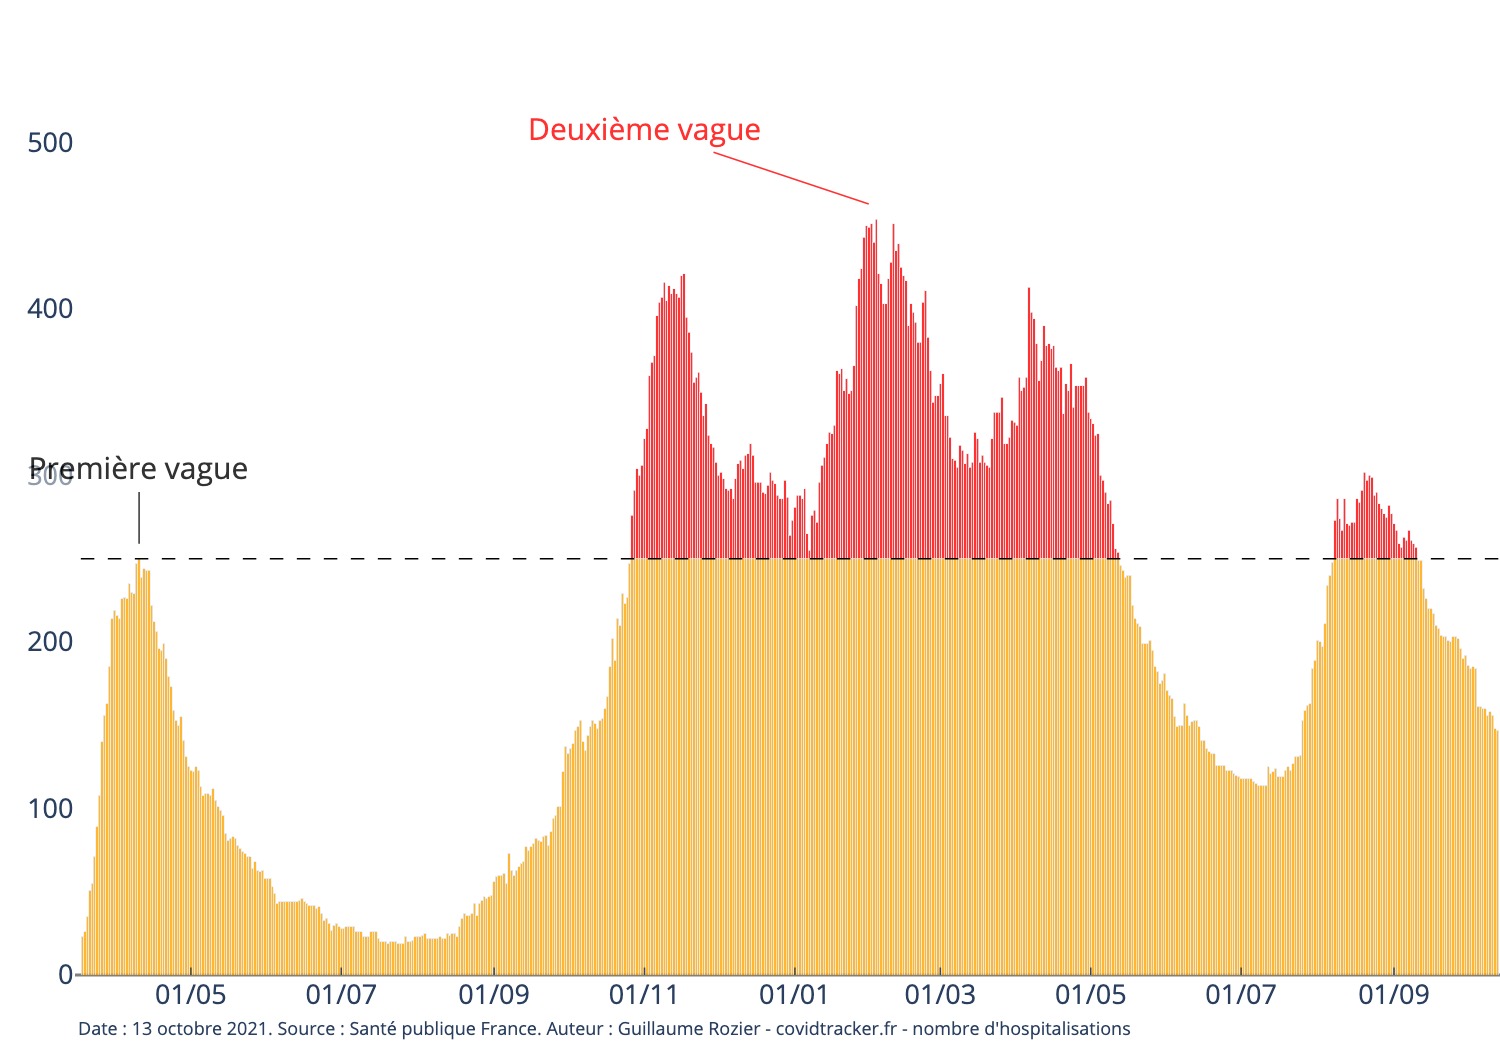 Deuxième vague
500
400
300
Première vague
200
100
0
01/05 01/07 01/09 01/11 01/01 01/03 01/05 01/07 01/09
Date : 13 octobre 2021. Source : Santé publique France. Auteur : Guillaume Rozier - covidtracker.fr - nombre d'hospitalisations